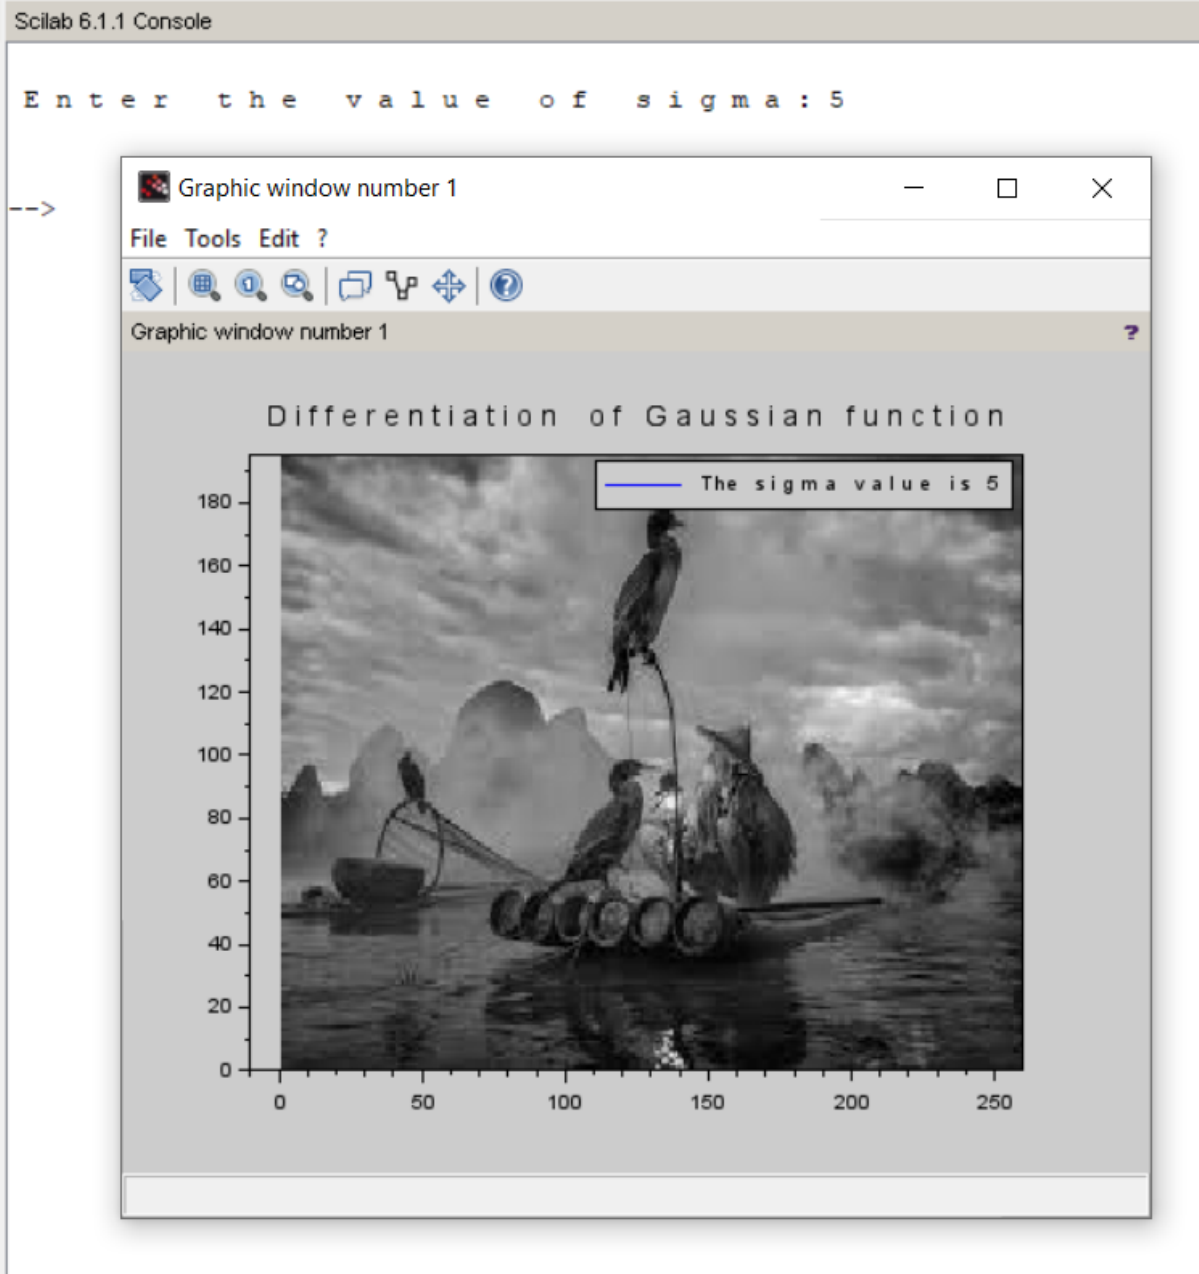 Scilab 6.1.1 Console
Enter the value of sigma:5
-->
Graphic window number 1
File Tools Edit ?
Graphic window number 1 ?
Differentiation of Gaussian function
The sigma value is 5
180
160
140
120
100
80
60
40
20
0
0 50 100 150 200 250